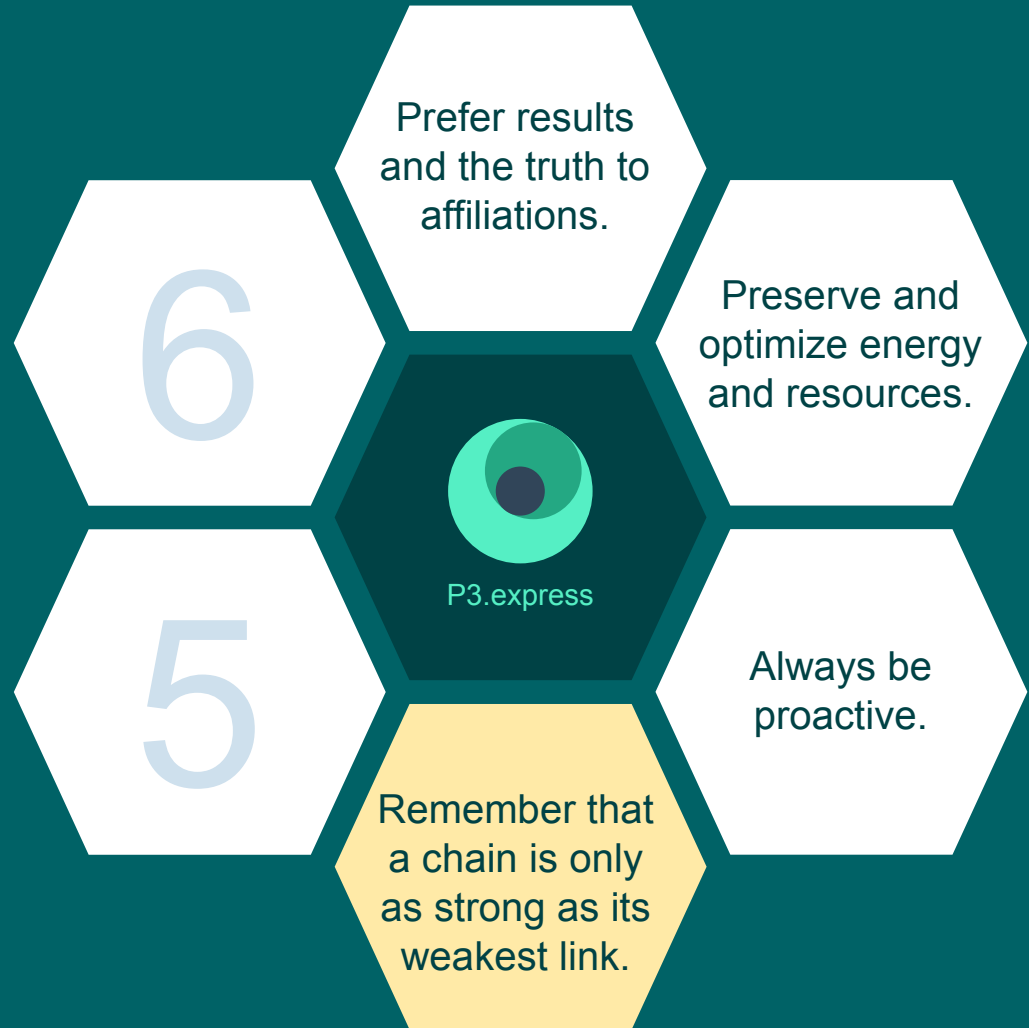 Prefer results
and the truth to
affiliations.
Preserve and
optimize energy
and resources.
Always be
proactive.
Remember that
a chain is only
as strong as its
weakest link.
5
6
P3.express